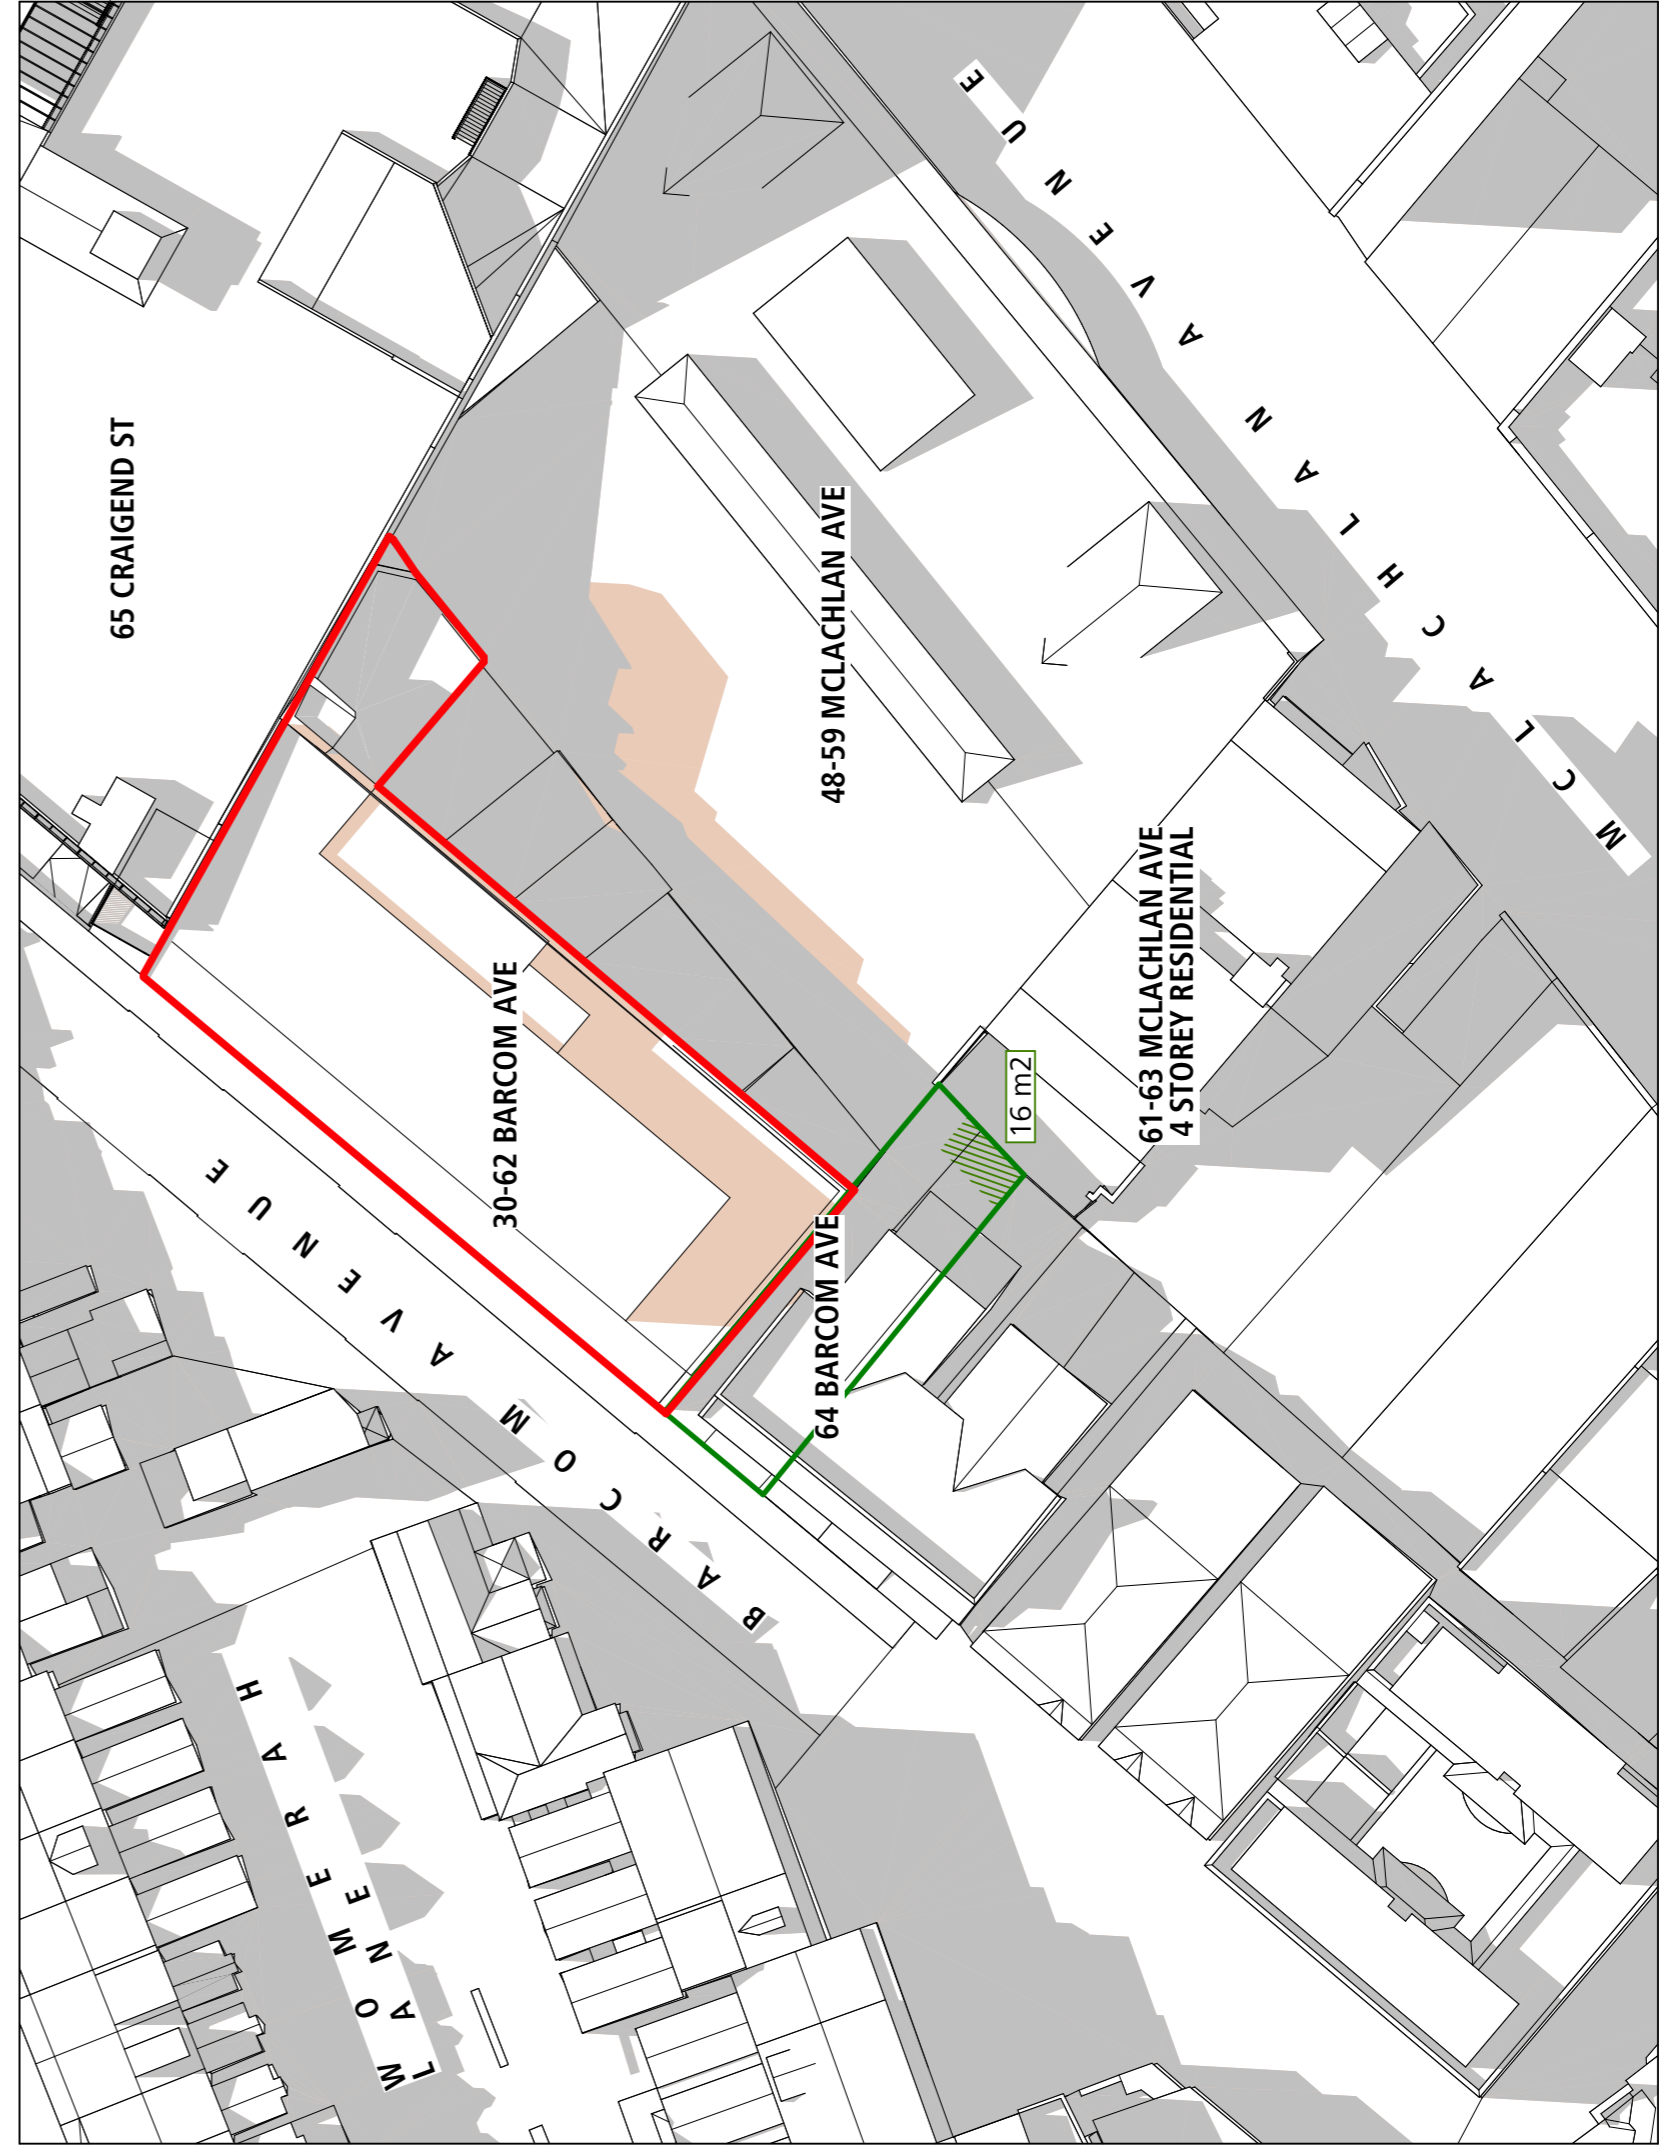 65 CRAIGEND ST
30-62 BARCOM AVE
48-59 MCLACHLAN AVE
64 BARCOM AVE
16 m2
61-63 MCLACHLAN AVE
4 STOREY RESIDENTIAL
BARCOM AVENUE
MCLACHLAN AVENUE
WOMEERAH
LANE